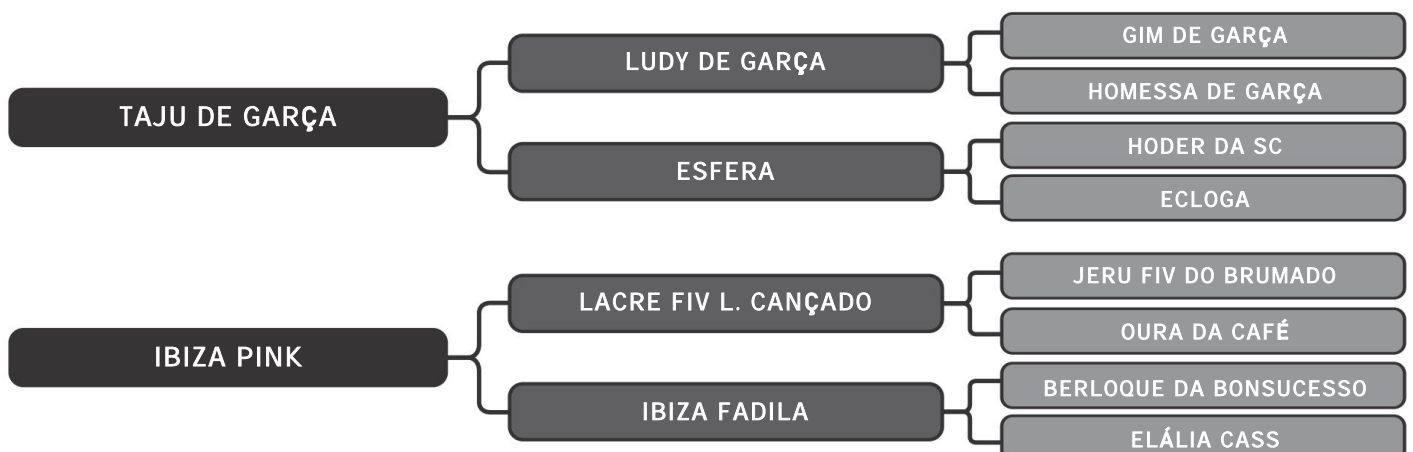 TAJU DE GARÇA
LUDY DE GARÇA
GIM DE GARÇA
HOMESSA DE GARÇA
ESFERA
HODER DA SC
ECLOGA
IBIZA PINK
LACRE FIV L. CANÇADO
JERU FIV DO BRUMADO
OURA DA CAFÉ
IBIZA FADILA
BERLOQUE DA BONSUCESSO
ELÁLIA CASS